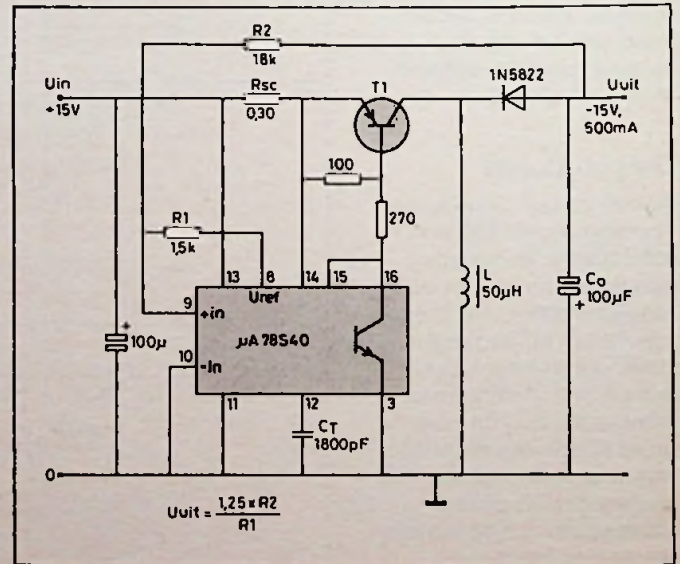 R2
18k
Uin
+15V
Rsc
0,30
T1
1N5822
Uuit
-15V,
500mA
100
270
R1
1,5k
13 8 14 15 16
Uref
9 +in
µA78S40
10 -In
11 12 3
+
100µ
CT
1800pF
L
50µH
Co
100µF
+
0
Uuit = 1,25 x R2
R1